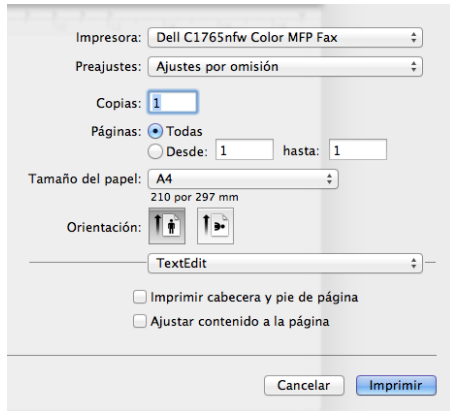 Impresora: Dell C1765nfw Color MFP Fax
Preajustes: Ajustes por omisión
Copias: 1
Páginas: Todas
Desde: 1 hasta: 1
Tamaño del papel: A4
210 por 297 mm
Orientación:
TextEdit
Imprimir cabecera y pie de página
Ajustar contenido a la página
Cancelar Imprimir